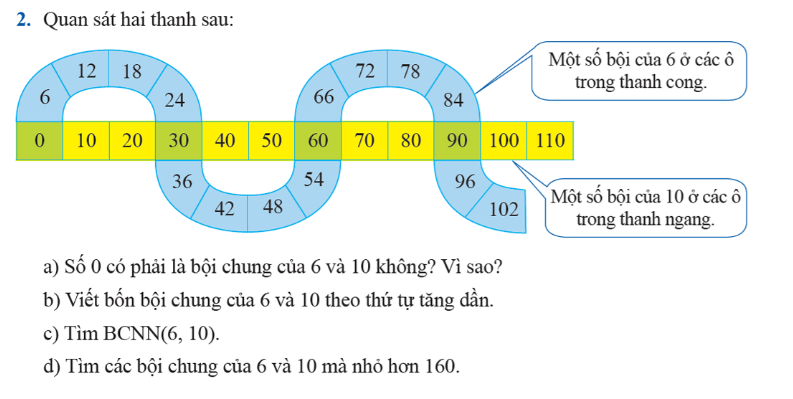 2. Quan sát hai thanh sau:
12 18
72 78
6
24
66
84
Một số bội của 6 ở các ô
trong thanh cong.
0 10 20 30 40 50 60 70 80 90 100 110
36
54
96
42 48
102
Một số bội của 10 ở các ô
trong thanh ngang.
a) Số 0 có phải là bội chung của 6 và 10 không? Vì sao?
b) Viết bốn bội chung của 6 và 10 theo thứ tự tăng dần.
c) Tìm BCNN(6, 10).
d) Tìm các bội chung của 6 và 10 mà nhỏ hơn 160.